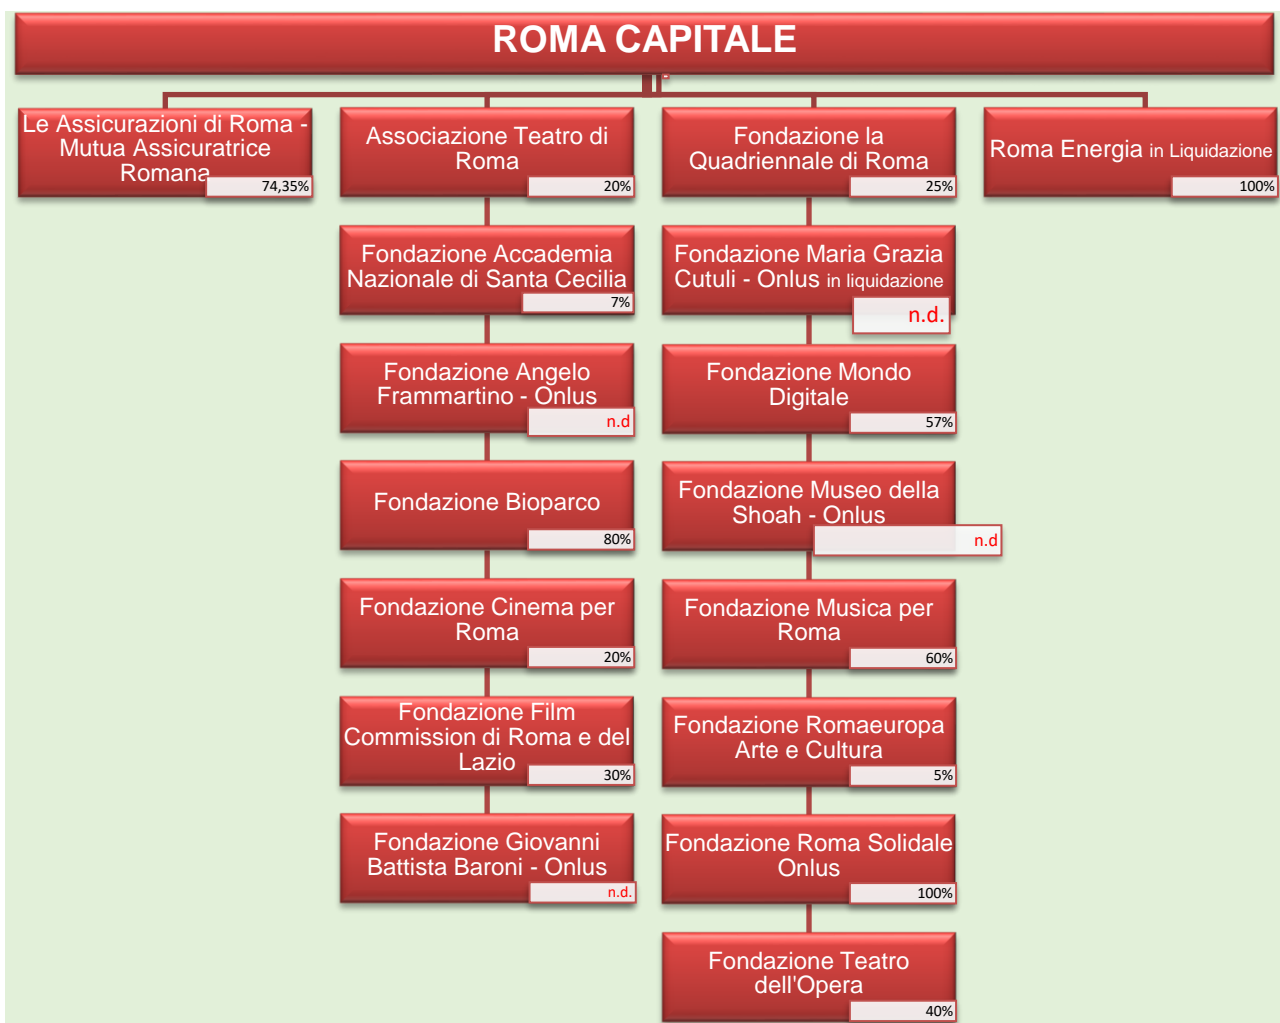 ROMA CAPITALE
Le Assicurazioni di Roma -
Mutua Assicuratrice
Romana
74,35%
Associazione Teatro di
Roma
20%
Fondazione la
Quadriennale di Roma
25%
Roma Energia in Liquidazione
100%
Fondazione Accademia
Nazionale di Santa Cecilia
7%
Fondazione Maria Grazia
Cutuli - Onlus in liquidazione
n.d.
Fondazione Angelo
Frammartino - Onlus
n.d
Fondazione Mondo
Digitale
57%
Fondazione Bioparco
80%
Fondazione Museo della
Shoah - Onlus
n.d
Fondazione Cinema per
Roma
20%
Fondazione Musica per
Roma
60%
Fondazione Film
Commission di Roma e del
Lazio
30%
Fondazione Romaeuropa
Arte e Cultura
5%
Fondazione Giovanni
Battista Baroni - Onlus
n.d.
Fondazione Roma Solidale
Onlus
100%
Fondazione Teatro
dell'Opera
40%